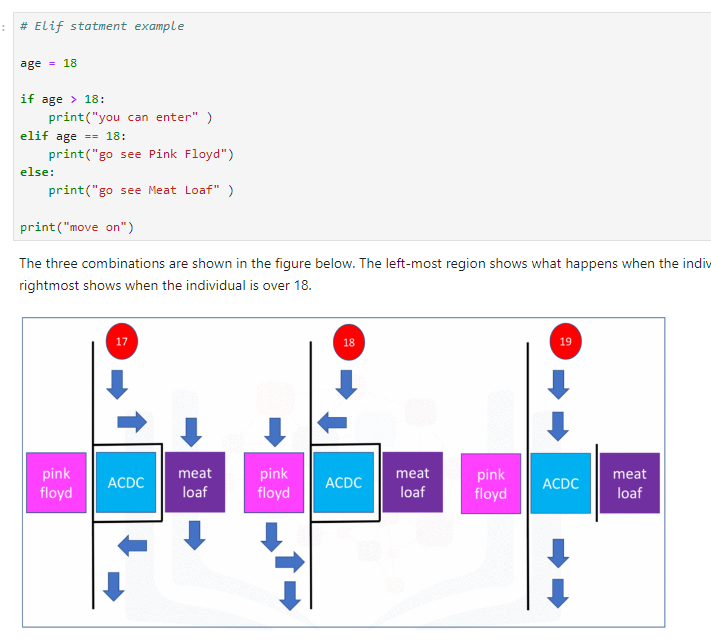 :
# Elif statment example
age = 18
if age > 18:
    print("you can enter" )
elif age == 18:
    print("go see Pink Floyd")
else:
    print("go see Meat Loaf" )
print("move on")
The three combinations are shown in the figure below. The left-most region shows what happens when the
rightmost shows when the individual is over 18.
17
18
19
pink floyd
ACDC
meat loaf
pink floyd
ACDC
meat loaf
pink floyd
ACDC
meat loaf